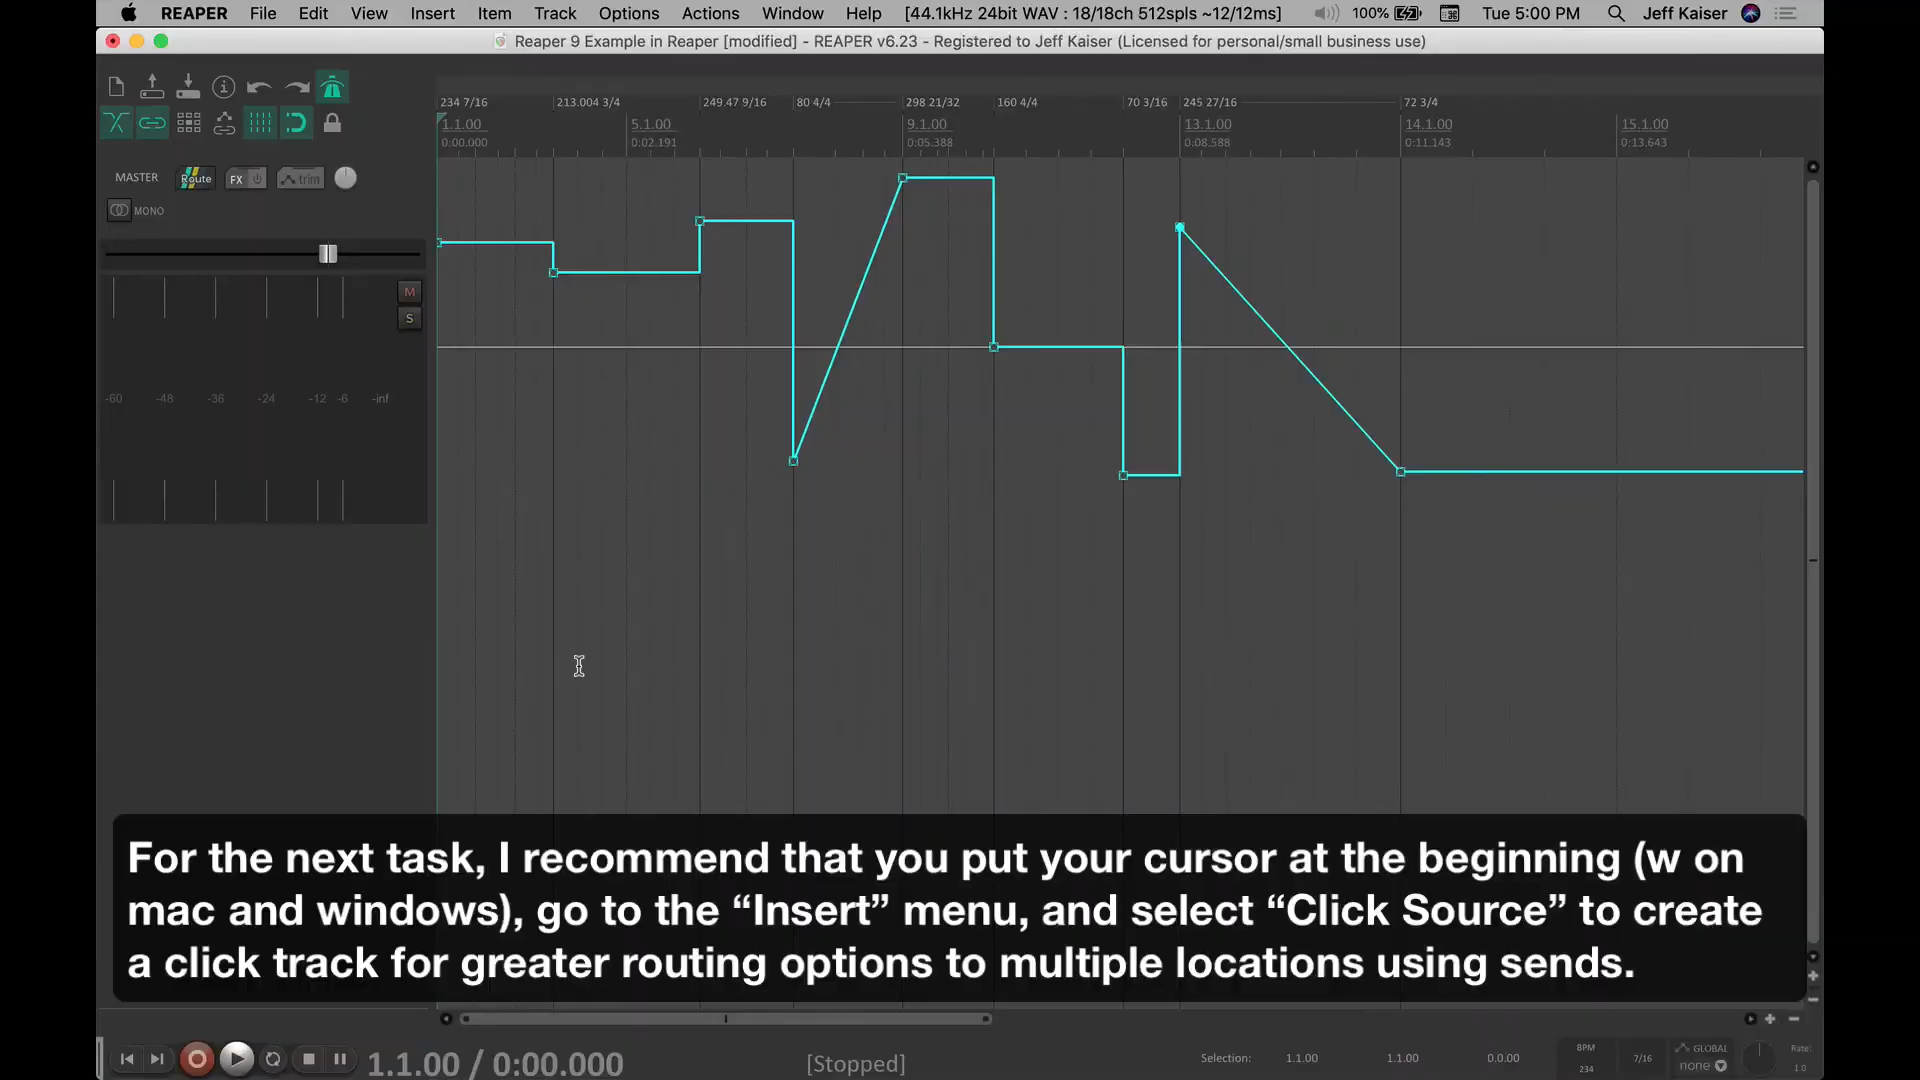 REAPER File Edit View Insert Item Track Options Actions Window Help [44.1kHz 24bit WAV : 18/18ch 512spls ~12/12ms] 100% Tue 5:00 PM Jeff Kaiser
Reaper 9 Example in Reaper [modified] - REAPER v6.23 - Registered to Jeff Kaiser (Licensed for personal/small business use)
234 7/16 213.004 3/4 249.47 9/16 80 4/4 298 21/32 160 4/4 70 3/16 245 27/16 72 3/4
1.1.00 5.1.00 9.1.00 13.1.00 14.1.00 15.1.00
0:00.000 0:02.191 0:05.388 0:08.588 0:11.143 0:13.643
MASTER Route FX trim
MONO
M
S
-60 -48 -36 -24 -12 -6 -inf
For the next task, I recommend that you put your cursor at the beginning (w on
mac and windows), go to the “Insert” menu, and select “Click Source” to create
a click track for greater routing options to multiple locations using sends.
1.1.00 / 0:00.000 [Stopped] Selection: 1.1.00 1.1.00 0.0.00
BPM
234
7/16
GLOBAL
none
Rate:
1.0